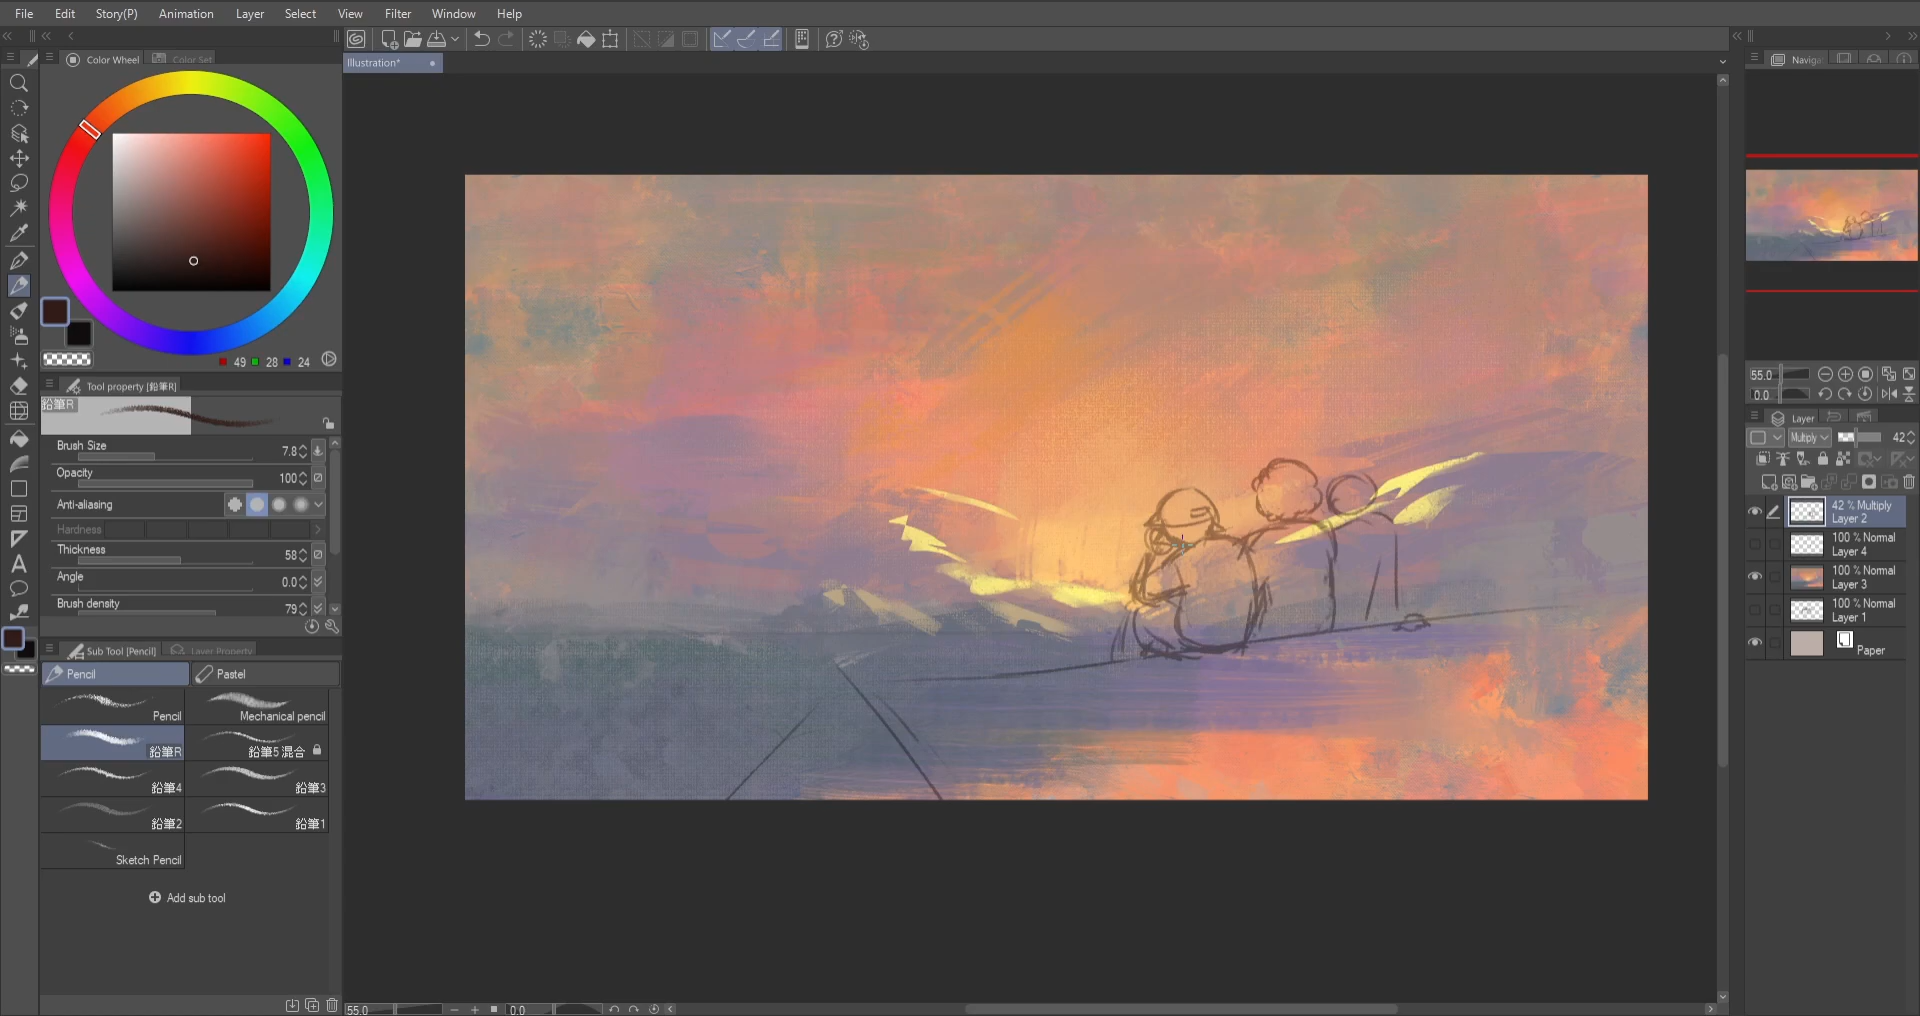 File Edit Story(P) Animation Layer Select View Filter Window Help
Color Wheel Color Set
Illustration*
49 28 24
Tool property [鉛筆R]
鉛筆R
Brush Size 7.8
Opacity 100
Anti-aliasing
Hardness
Thickness 58
Angle 0.0
Brush density 79
Sub Tool [Pencil] Layer Property
Pencil Pastel
Pencil Mechanical pencil
鉛筆R 鉛筆5 混合
鉛筆4 鉛筆3
鉛筆2 鉛筆1
Sketch Pencil
Add sub tool
55.0 0.0
Naviga
55.0
0.0
Layer
Multiply 42
42 % Multiply
Layer 2
100 % Normal
Layer 4
100 % Normal
Layer 3
100 % Normal
Layer 1
Paper